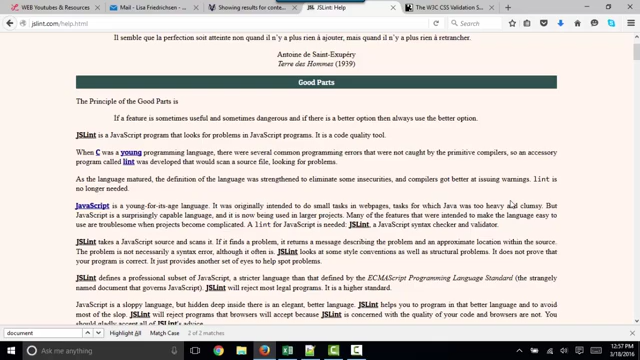 WEB Youtubes & Resources
Mail - Lisa Friedrichsen -
Showing results for conte
JSLint: Help
The W3C CSS Validation S
jslint.com/help.html
Search
Il semble que la perfection soit atteinte non quand il n'y a plus rien à ajouter, mais quand il n'y a plus rien à retrancher.
Antoine de Saint-Exupéry
Terre des Hommes (1939)
Good Parts
The Principle of the Good Parts is
If a feature is sometimes useful and sometimes dangerous and if there is a better option then always use the better option.
JSLint is a JavaScript program that looks for problems in JavaScript programs. It is a code quality tool.
When C was a young programming language, there were several common programming errors that were not caught by the primitive compilers, so an accessory
program called lint was developed that would scan a source file, looking for problems.
As the language matured, the definition of the language was strengthened to eliminate some insecurities, and compilers got better at issuing warnings. lint is
no longer needed.
JavaScript is a young-for-its-age language. It was originally intended to do small tasks in webpages, tasks for which Java was too heavy and clumsy. But
JavaScript is a surprisingly capable language, and it is now being used in larger projects. Many of the features that were intended to make the language easy
to use are troublesome when projects become complicated. A lint for JavaScript is needed: JSLint, a JavaScript syntax checker and validator.
JSLint takes a JavaScript source and scans it. If it finds a problem, it returns a message describing the problem and an approximate location within the source.
The problem is not necessarily a syntax error, although it often is. JSLint looks at some style conventions as well as structural problems. It does not prove that
your program is correct. It just provides another set of eyes to help spot problems.
JSLint defines a professional subset of JavaScript, a stricter language than that defined by the ECMAScript Programming Language Standard (the strangely
named document that governs JavaScript). JSLint will reject most legal programs. It is a higher standard.
JavaScript is a sloppy language, but hidden deep inside there is an elegant, better language. JSLint helps you to program in that better language and to avoid
most of the slop. JSLint will reject programs that browsers will accept because JSLint is concerned with the quality of your code and browsers are not. You
should gladly accept all of JSLint's advice.
document
Highlight All
Match Case
2 of 2 matches
Ask me anything
12:57 PM
3/18/2016